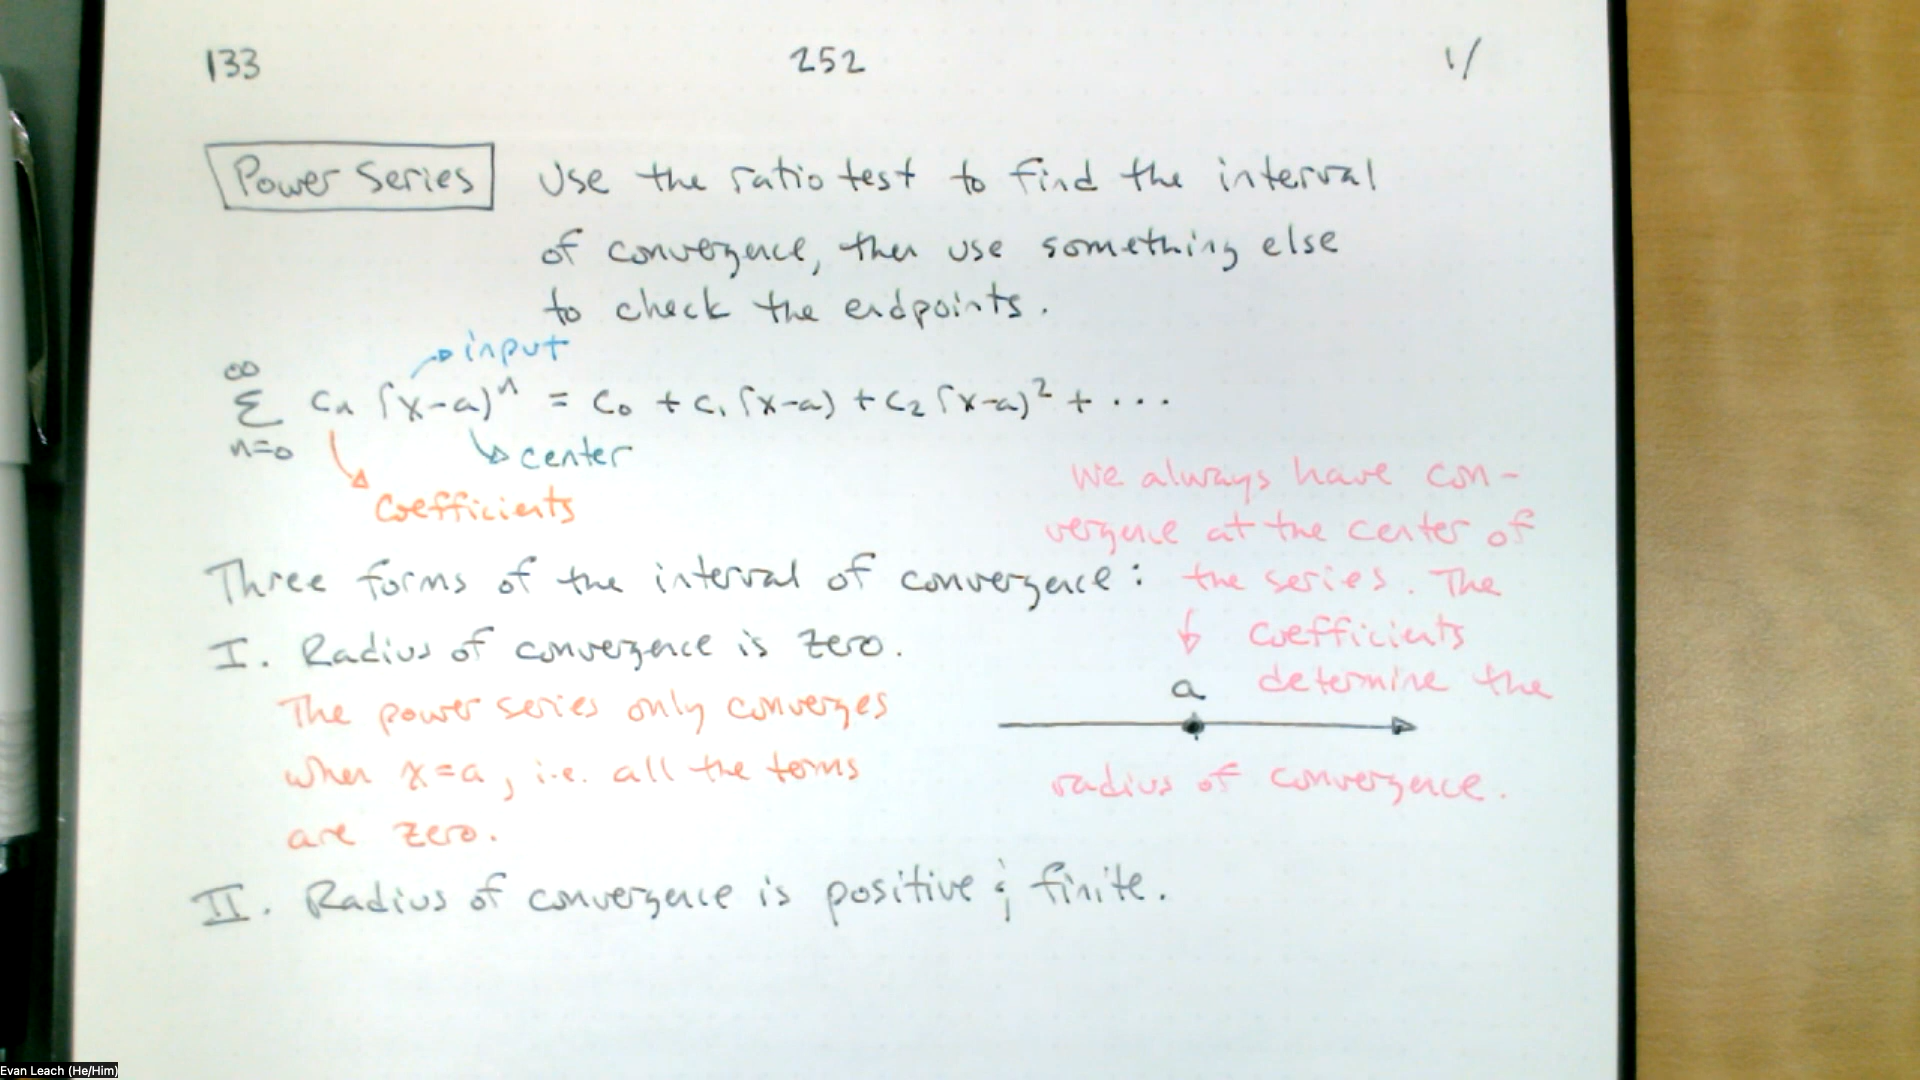 133 252 1/
Power Series Use the ratio test to find the interval
of convergence, then use something else
to check the endpoints.
input
∞
Σ cₙ (x-a)ⁿ = c₀ + c₁(x-a) + c₂(x-a)² + ...
n=0
center
coefficients
We always have con-
vergence at the center of
the series. The
coefficients
determine the
radius of convergence.
Three forms of the interval of convergence:
I. Radius of convergence is zero.
a
The power series only converges
when x=a, i.e. all the terms
are zero.
II. Radius of convergence is positive & finite.
Evan Leach (He/Him)